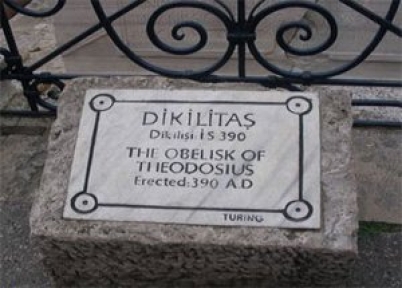 DİKİLİTAŞ
Dikilişi: İS 390
THE OBELISK OF
THEODOSIUS
Erected: 390 A.D
TURING